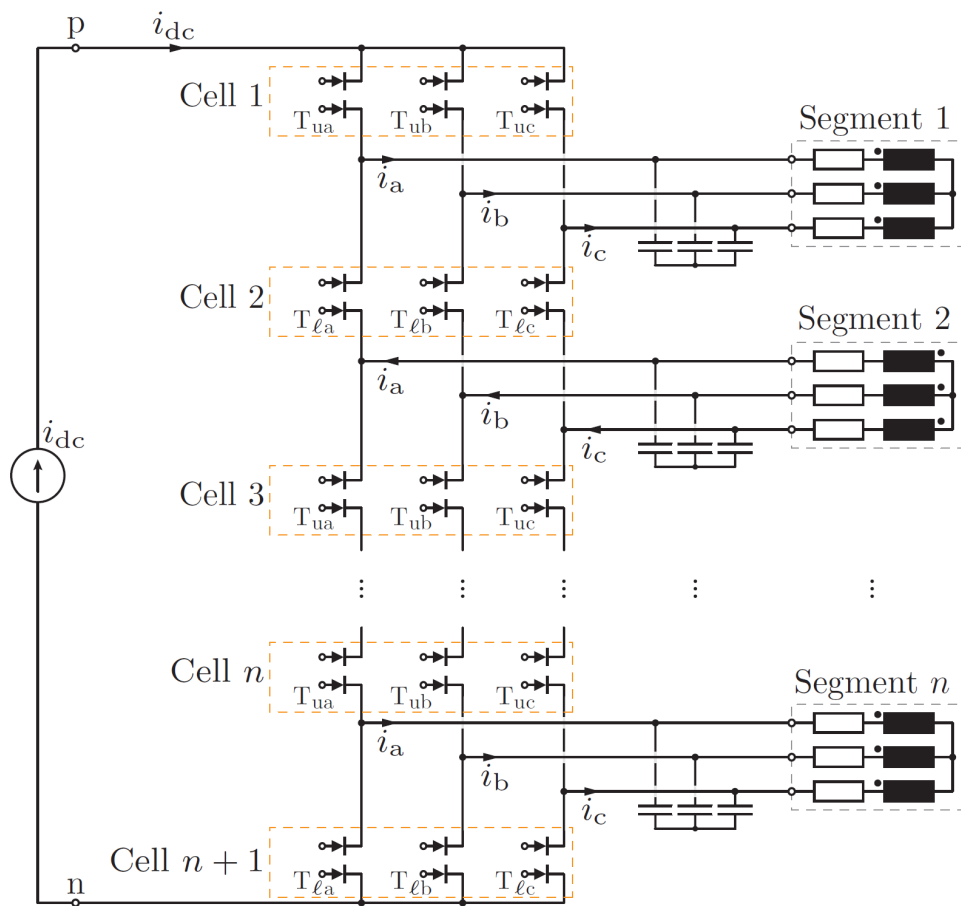 p
i_dc
Cell 1
T_ua T_ub T_uc
Segment 1
i_a
i_b
i_c
Cell 2
T_ℓa T_ℓb T_ℓc
Segment 2
i_a
i_b
i_c
i_dc
Cell 3
T_ua T_ub T_uc
⋮ ⋮ ⋮ ⋮ ⋮
Cell n
T_ua T_ub T_uc
Segment n
i_a
i_b
i_c
Cell n + 1
T_ℓa T_ℓb T_ℓc
n